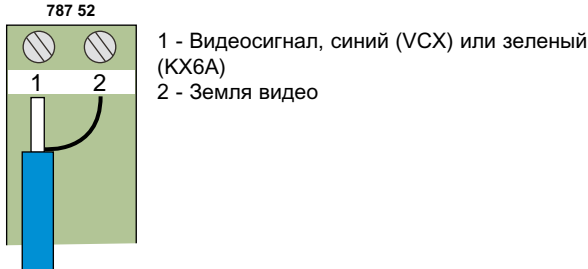 787 52
1 2
1 - Видеосигнал, синий (VCX) или зеленый
(KX6A)
2 - Земля видео